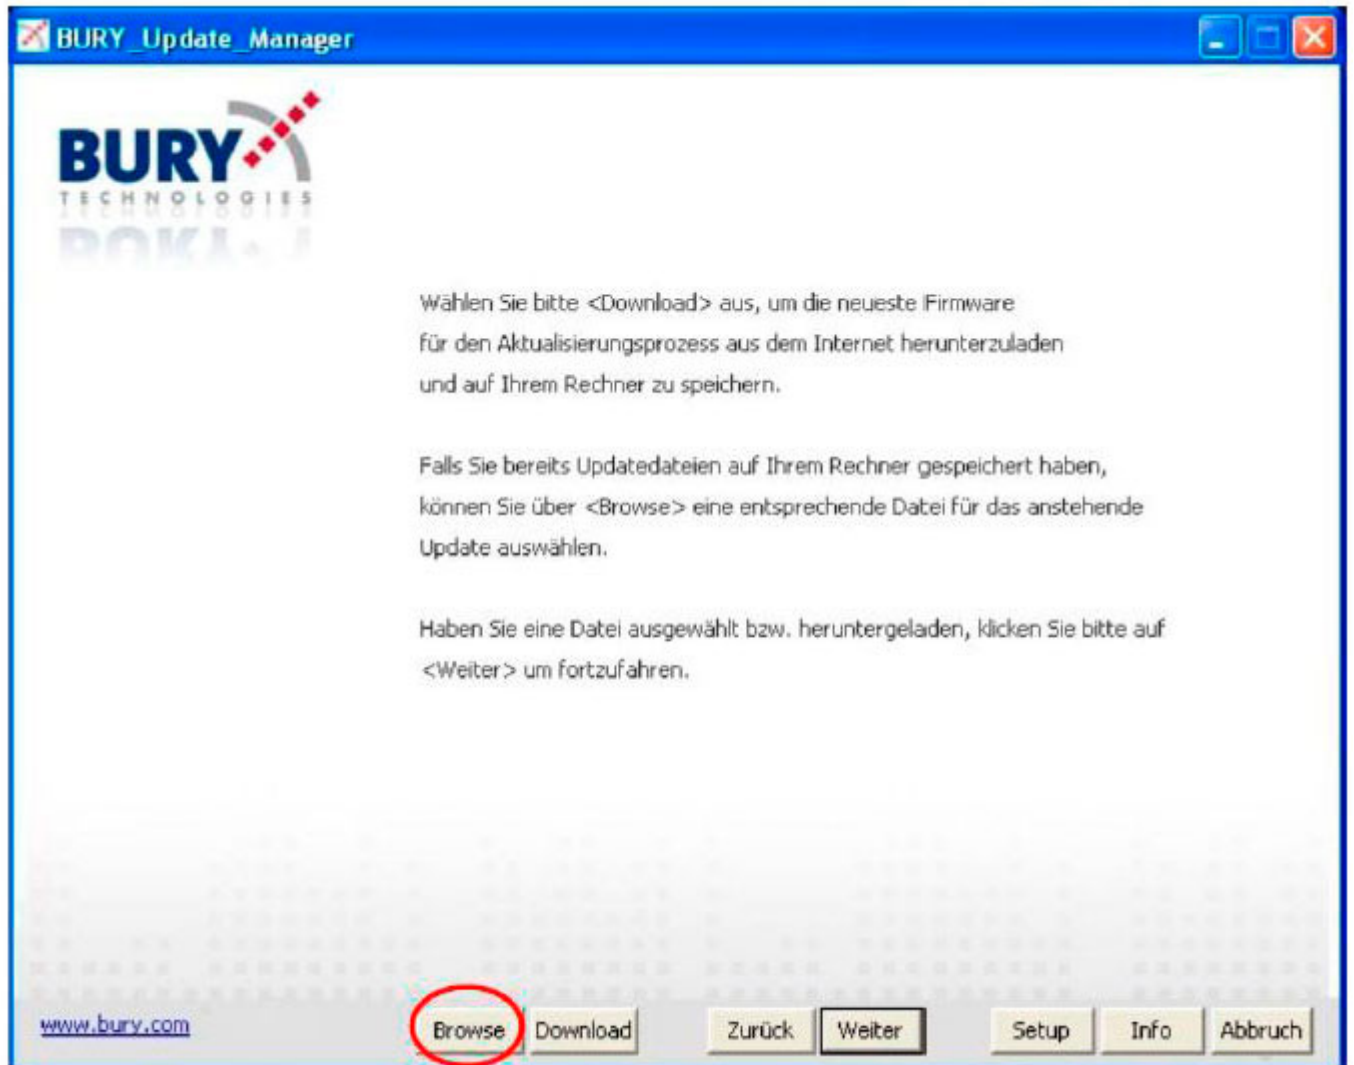 BURY_Update_Manager
BURY
TECHNOLOGIES
Wählen Sie bitte <Download> aus, um die neueste Firmware
für den Aktualisierungsprozess aus dem Internet herunterzuladen
und auf Ihrem Rechner zu speichern.
Falls Sie bereits Updatedateien auf Ihrem Rechner gespeichert haben,
können Sie über <Browse> eine entsprechende Datei für das anstehende
Update auswählen.
Haben Sie eine Datei ausgewählt bzw. heruntergeladen, klicken Sie bitte auf
<Weiter> um fortzufahren.
www.bury.com Browse Download Zurück Weiter Setup Info Abbruch